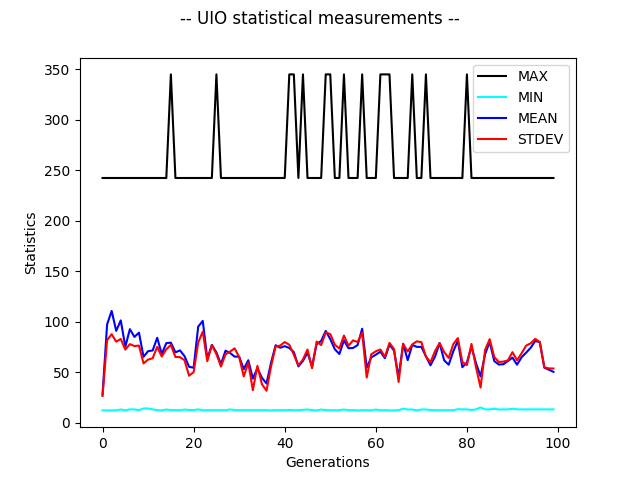 -- UIO statistical measurements --
350
300
250
200
150
100
50
0
Statistics
MAX
MIN
MEAN
STDEV
0 20 40 60 80 100
Generations